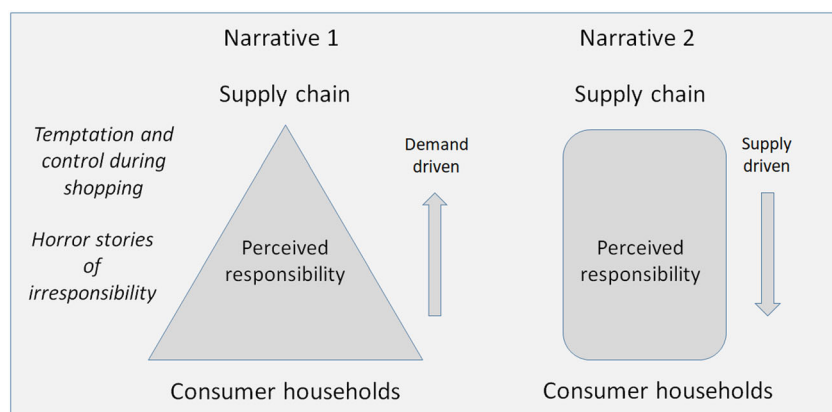 Narrative 1
Supply chain
Temptation and
control during
shopping
Horror stories
of
irresponsibility
Perceived
responsibility
Demand
driven
Consumer households
Narrative 2
Supply chain
Perceived
responsibility
Supply
driven
Consumer households